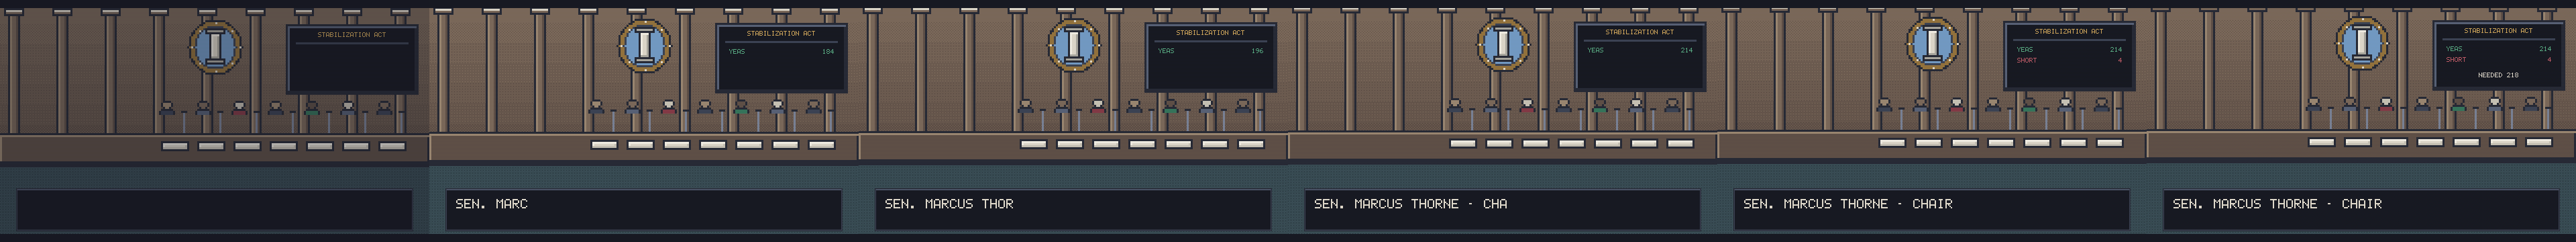 STABILIZATION ACT
STABILIZATION ACT
YEAS 184
SEN. MARC
STABILIZATION ACT
YEAS 196
SEN. MARCUS THOR
STABILIZATION ACT
YEAS 214
SEN. MARCUS THORNE - CHA
STABILIZATION ACT
YEAS 214
SHORT 4
SEN. MARCUS THORNE - CHAIR
STABILIZATION ACT
YEAS 214
SHORT 4
NEEDED 218
SEN. MARCUS THORNE - CHAIR